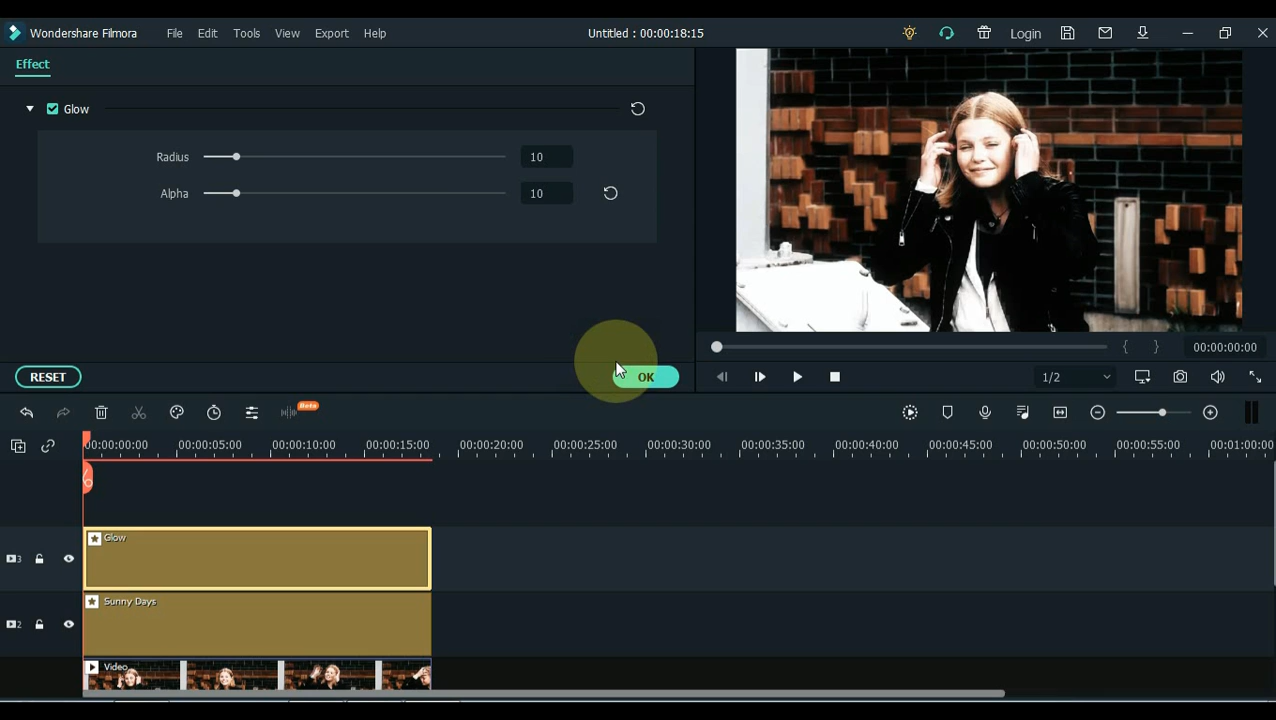 Wondershare Filmora File Edit Tools View Export Help Untitled : 00:00:18:15 Login
Effect
Glow
Radius 10
Alpha 10
RESET OK
00:00:00:00
1/2
Beta
00:00:00:00 00:00:05:00 00:00:10:00 00:00:15:00 00:00:20:00 00:00:25:00 00:00:30:00 00:00:35:00 00:00:40:00 00:00:45:00 00:00:50:00 00:00:55:00 00:01:00:00
Glow
3
Sunny Days
2
Video